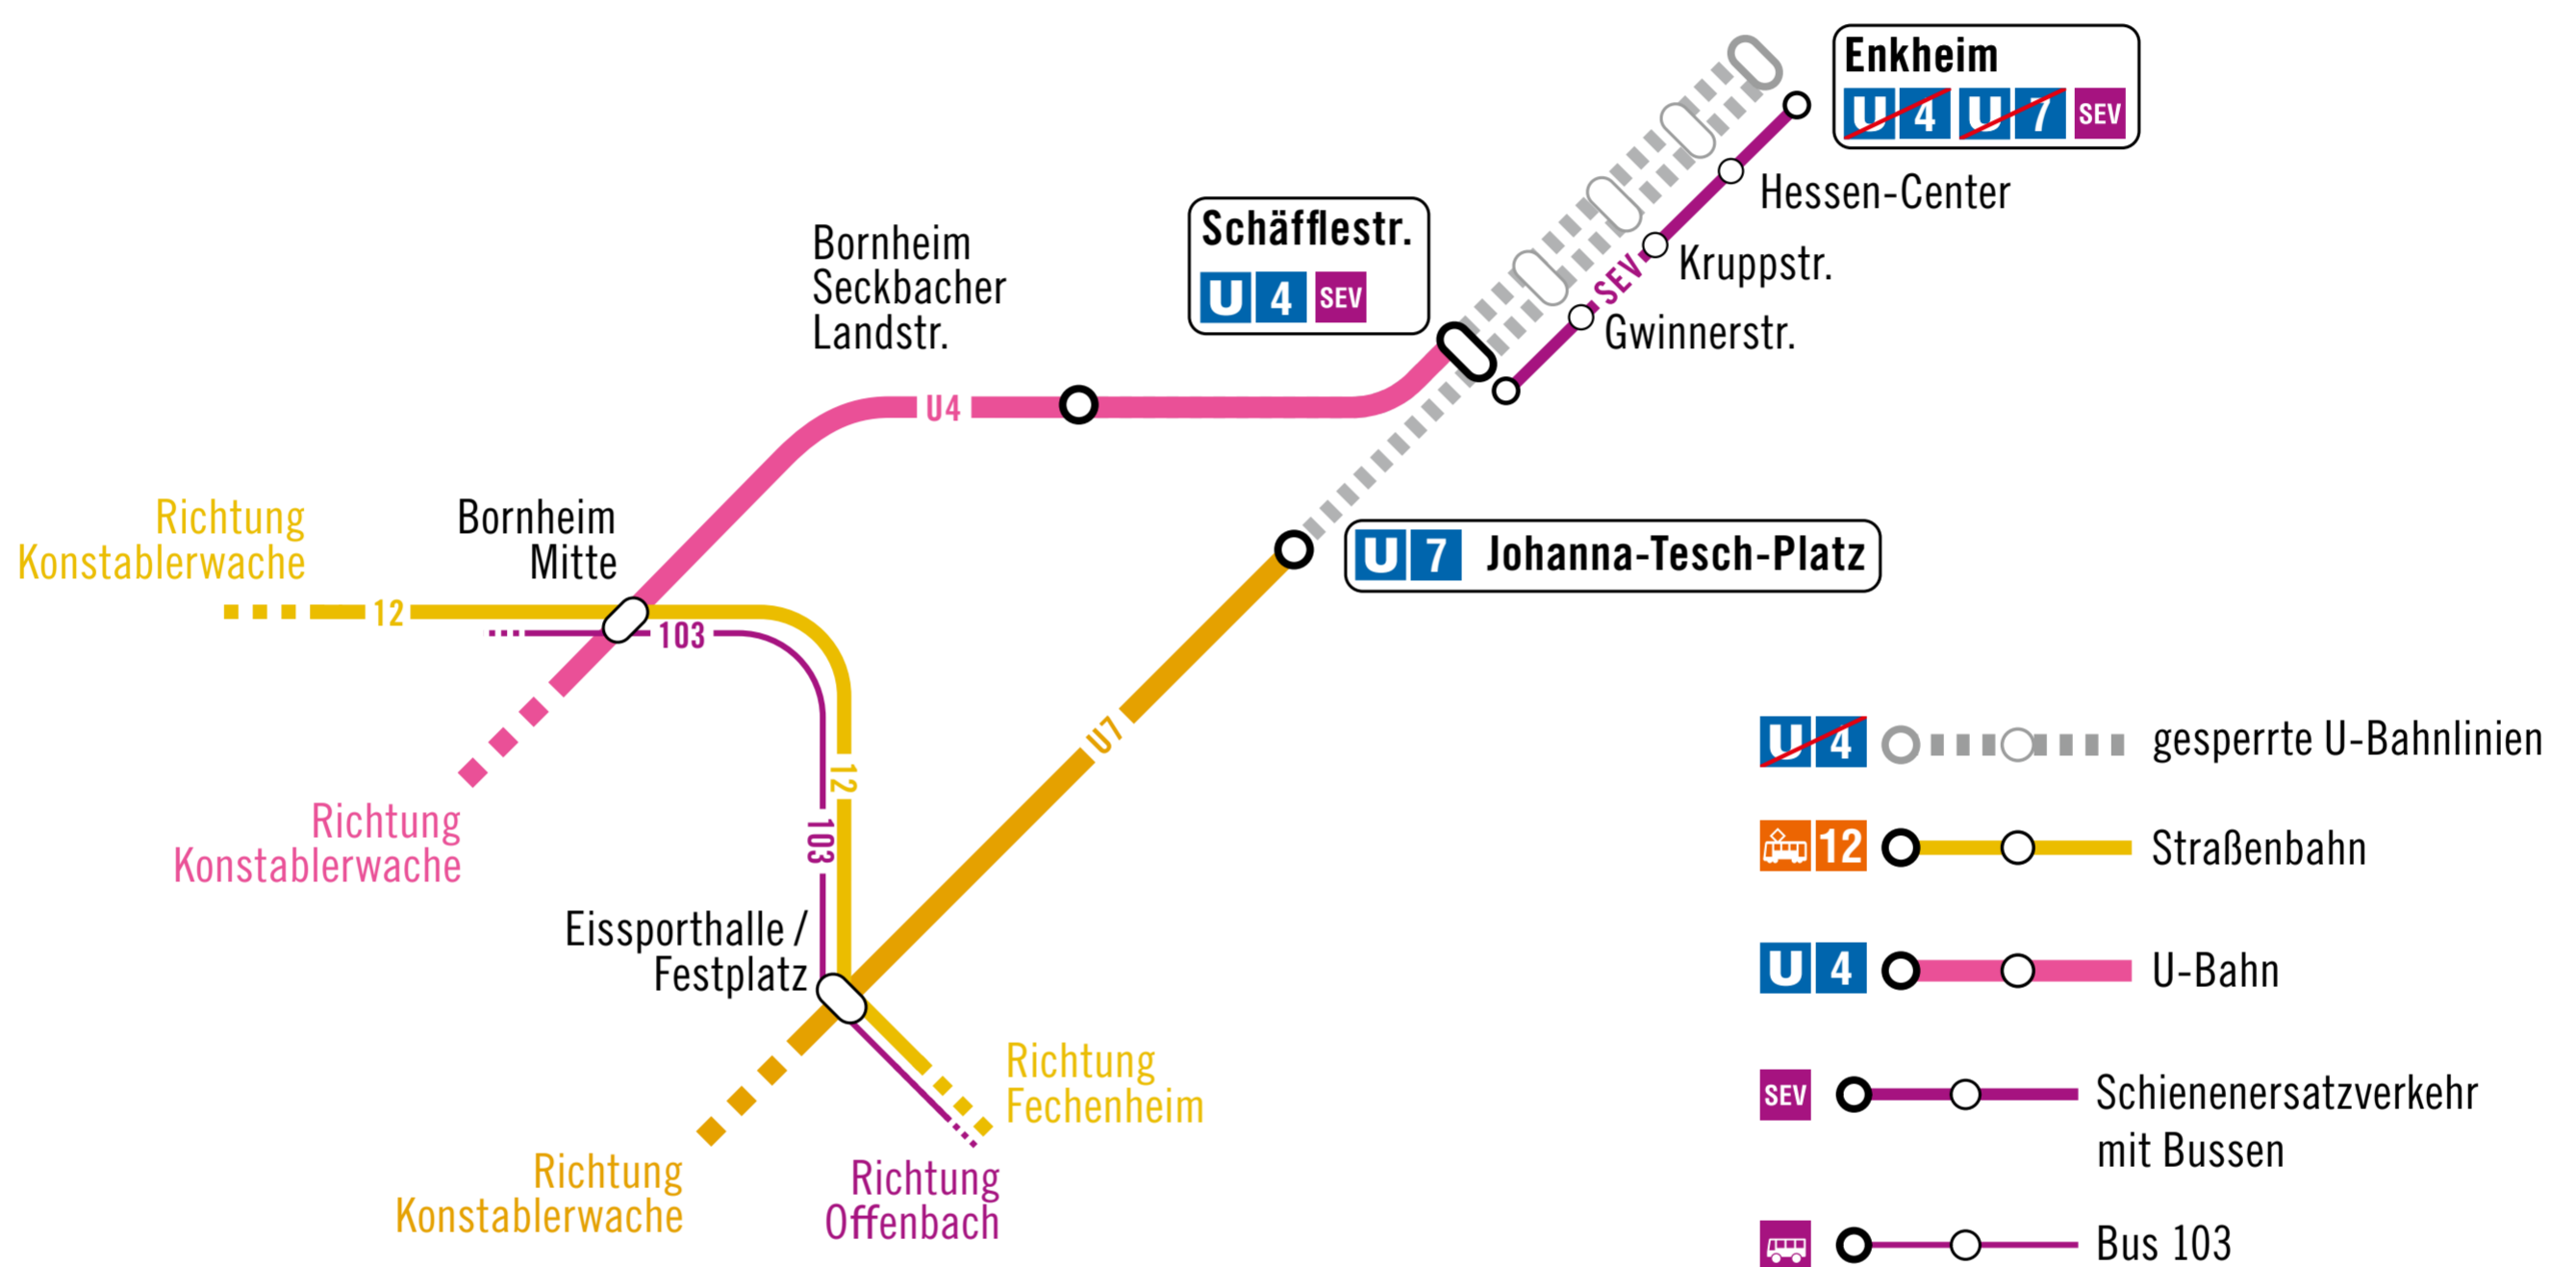 Enkheim
U 4 U 7 SEV
Hessen-Center
Kruppstr.
SEV
Gwinnerstr.
Schäfflestr.
U 4 SEV
Bornheim
Seckbacher
Landstr.
U4
Richtung
Konstablerwache
Bornheim
Mitte
12
103
U 7 Johanna-Tesch-Platz
U7
12
103
Richtung
Konstablerwache
Eissporthalle /
Festplatz
Richtung
Fechenheim
Richtung
Konstablerwache
Richtung
Offenbach
U 4 gesperrte U-Bahnlinien
12 Straßenbahn
U 4 U-Bahn
SEV Schienenersatzverkehr
mit Bussen
Bus 103